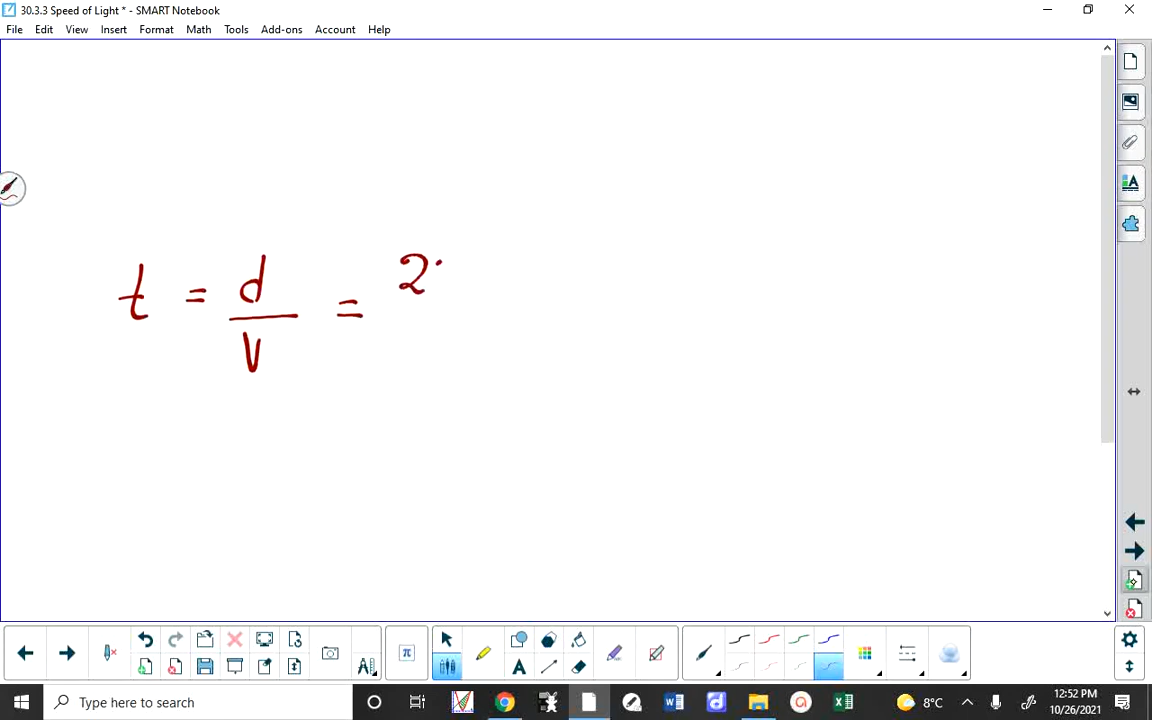 30.3.3 Speed of Light * - SMART Notebook
File Edit View Insert Format Math Tools Add-ons Account Help
t = d/v = 2·
π
A
A
Type here to search
8°C
12:52 PM
10/26/2021